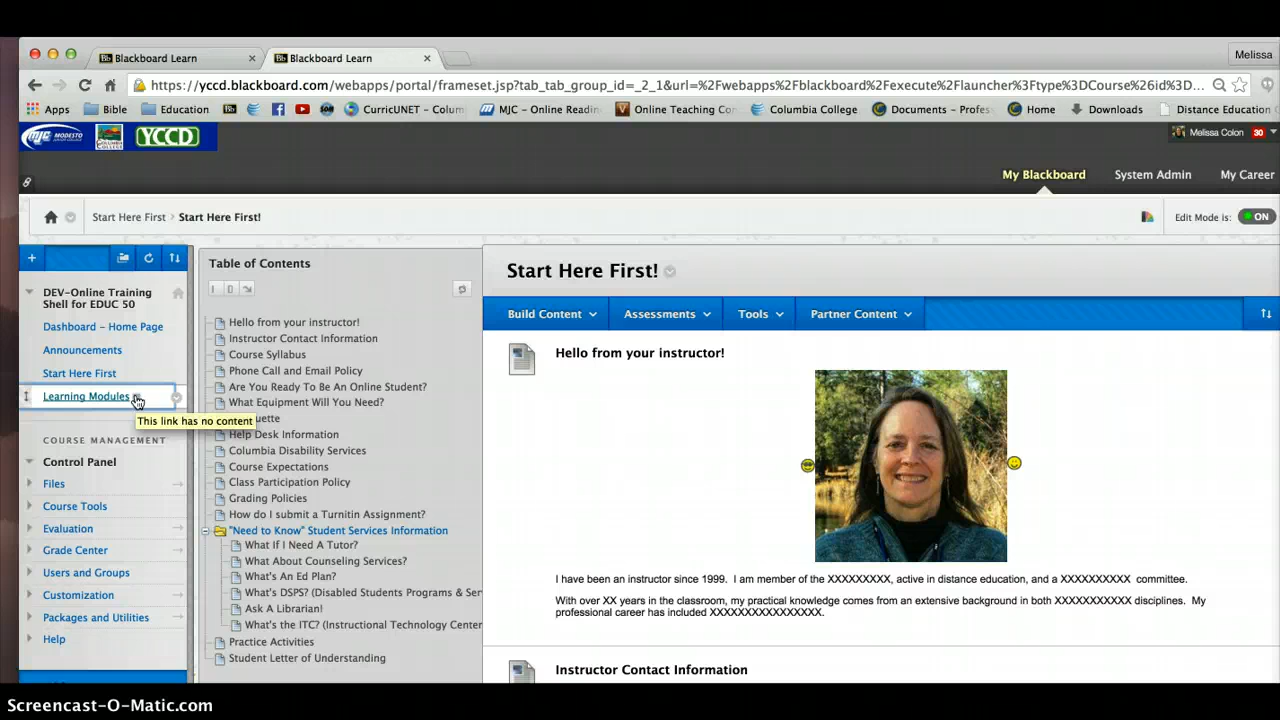 Blackboard Learn
Blackboard Learn
Melissa
https://yccd.blackboard.com/webapps/portal/frameset.jsp?tab_tab_group_id=_2_1&url=%2Fwebapps%2Fblackboard%2Fexecute%2Flauncher%3Ftype%3DCourse%26id%3D...
Apps Bible Education CurricUNET - Colum MJC - Online Readin Online Teaching Com Columbia College Documents - Profes Home Downloads Distance Education
MJC MODESTO YCCD
Melissa Colon 30
My Blackboard System Admin My Career
Start Here First > Start Here First!
Edit Mode is: ON
DEV-Online Training
Shell for EDUC 50
Dashboard - Home Page
Announcements
Start Here First
Learning Modules
This link has no content
COURSE MANAGEMENT
Control Panel
Files
Course Tools
Evaluation
Grade Center
Users and Groups
Customization
Packages and Utilities
Help
Table of Contents
Hello from your instructor!
Instructor Contact Information
Course Syllabus
Phone Call and Email Policy
Are You Ready To Be An Online Student?
What Equipment Will You Need?
uette
Help Desk Information
Columbia Disability Services
Course Expectations
Class Participation Policy
Grading Policies
How do I submit a Turnitin Assignment?
"Need to Know" Student Services Information
What If I Need A Tutor?
What About Counseling Services?
What's An Ed Plan?
What's DSPS? (Disabled Students Programs & Ser
Ask A Librarian!
What's the ITC? (Instructional Technology Center
Practice Activities
Student Letter of Understanding
Start Here First!
Build Content Assessments Tools Partner Content
Hello from your instructor!
I have been an instructor since 1999. I am member of the XXXXXXXXX, active in distance education, and a XXXXXXXXXX committee.
With over XX years in the classroom, my practical knowledge comes from an extensive background in both XXXXXXXXXXX disciplines. My
professional career has included XXXXXXXXXXXXXXXX.
Instructor Contact Information
Screencast-O-Matic.com